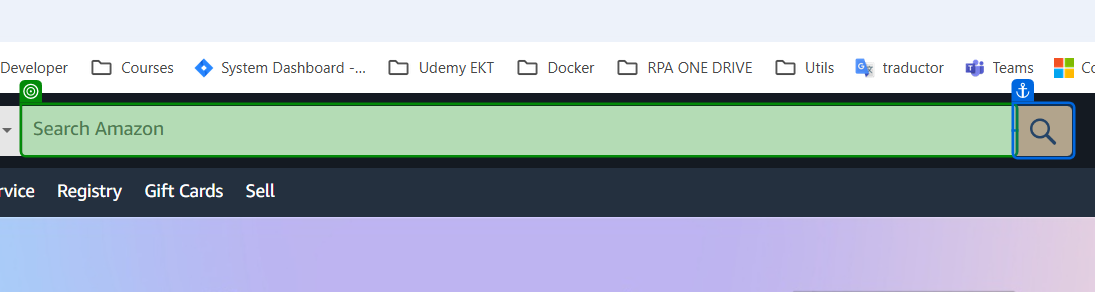 Developer Courses System Dashboard -... Udemy EKT Docker RPA ONE DRIVE Utils traductor Teams Co
Search Amazon
rvice Registry Gift Cards Sell